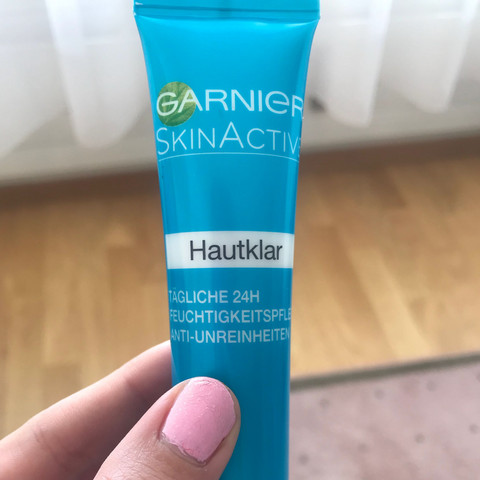 GARNIER
SKINACTIV
Hautklar
TÄGLICHE 24H
FEUCHTIGKEITSPFLE
ANTI-UNREINHEITEN